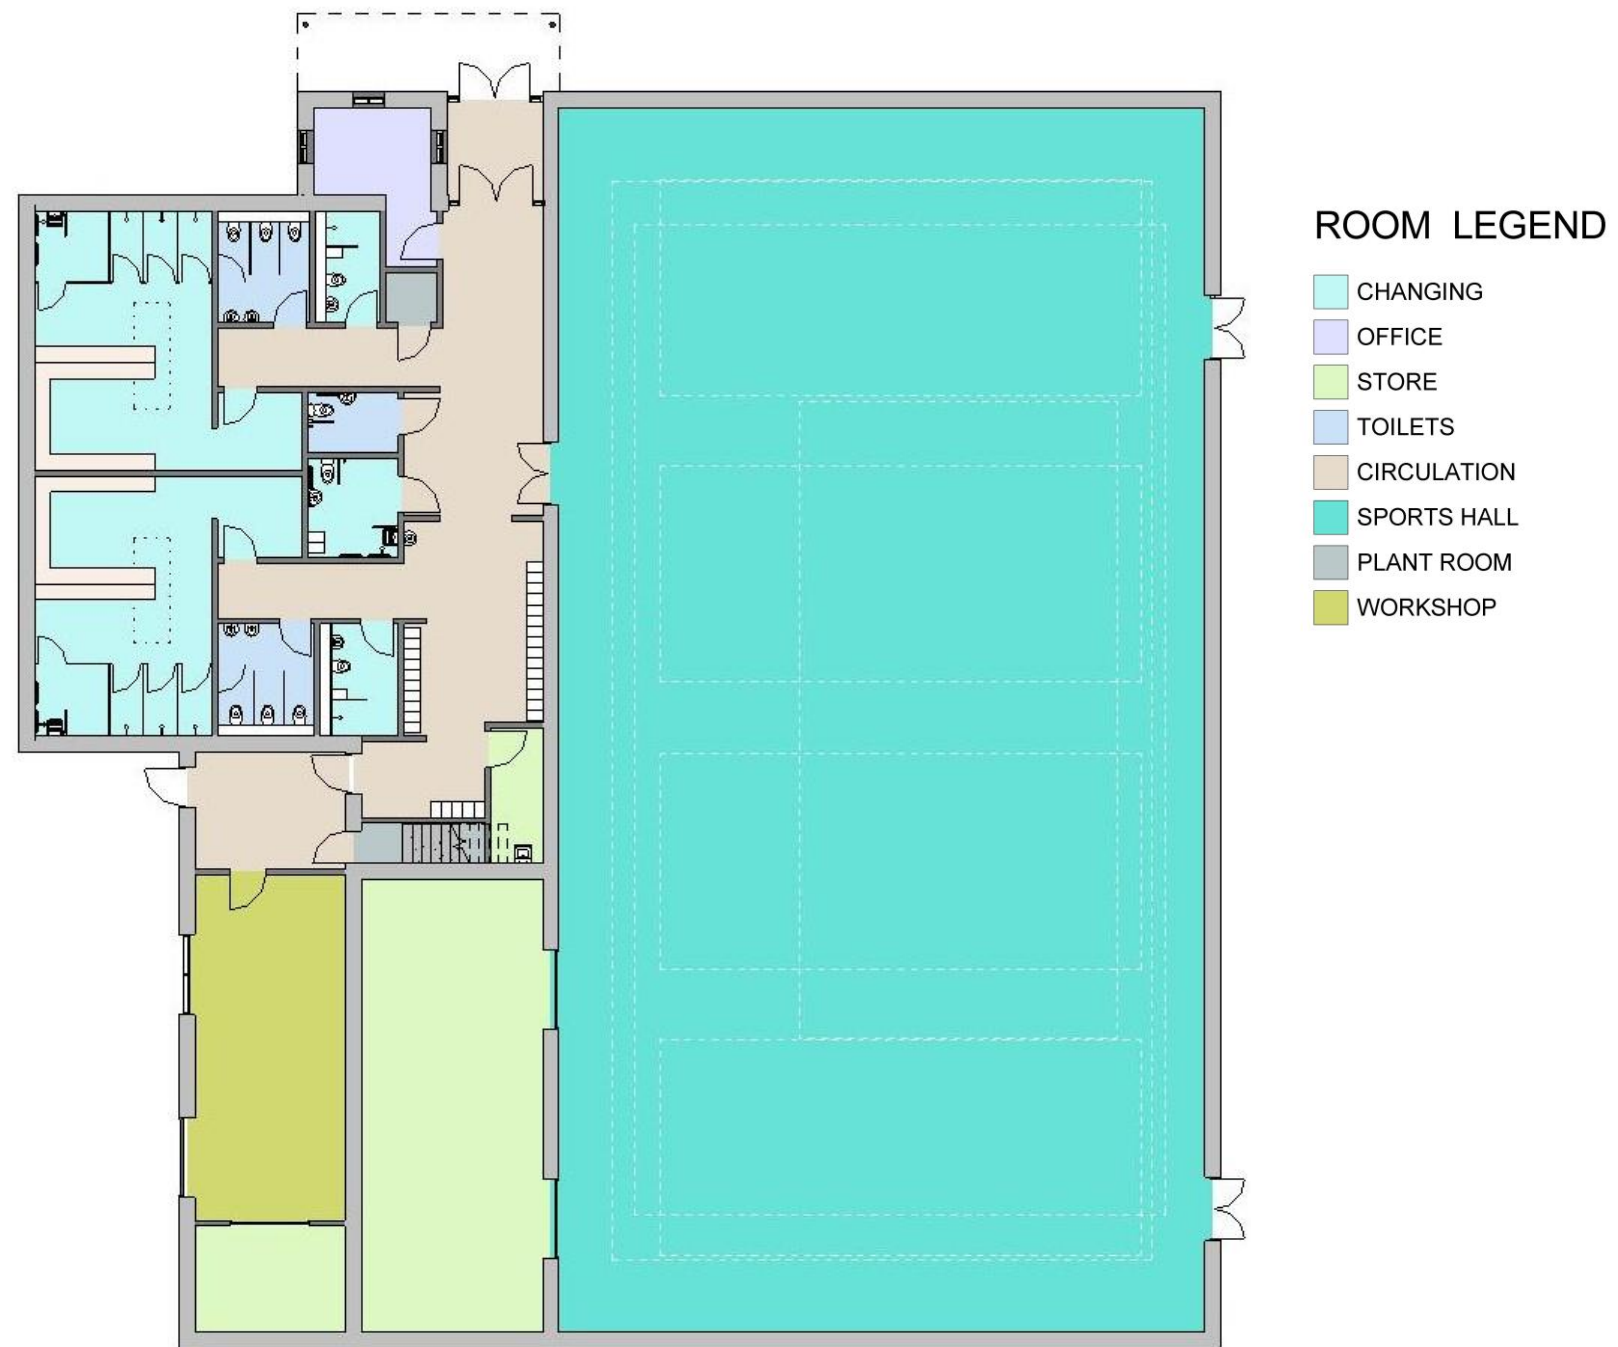 ROOM LEGEND
CHANGING
OFFICE
STORE
TOILETS
CIRCULATION
SPORTS HALL
PLANT ROOM
WORKSHOP